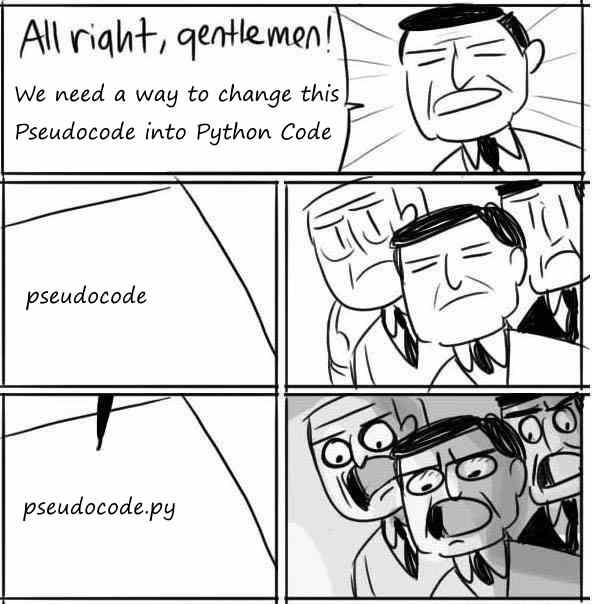 All right, gentlemen!
We need a way to change this
Pseudocode into Python Code
pseudocode
pseudocode.py